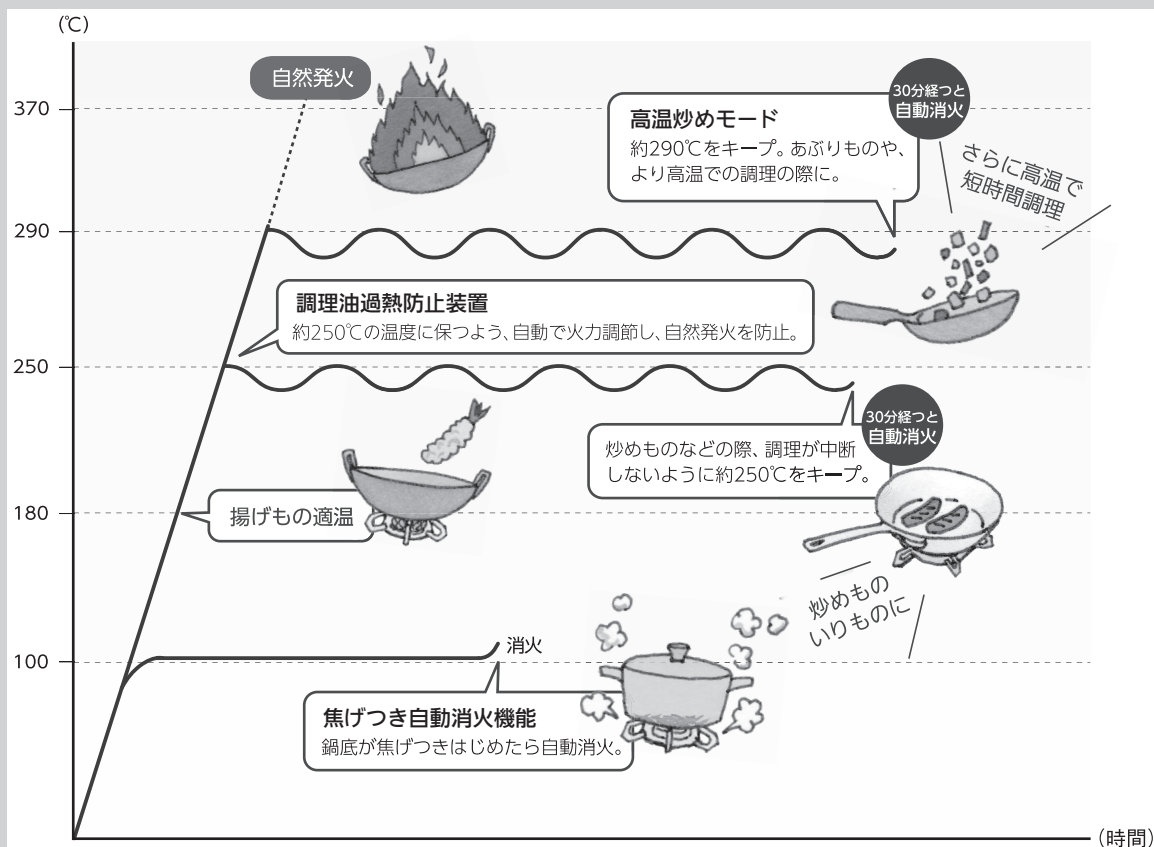 (℃)
自然発火
370
高温炒めモード
約290℃をキープ。あぶりものや、
より高温での調理の際に。
30分経つと
自動消火
さらに高温で
短時間調理
290
調理油過熱防止装置
約250℃の温度に保つよう、自動で火力調節し、自然発火を防止。
250
炒めものなどの際、調理が中断
しないように約250℃をキープ。
30分経つと
自動消火
180
揚げもの適温
炒めもの
いりものに
100
消火
焦げつき自動消火機能
鍋底が焦げつきはじめたら自動消火。
(時間)